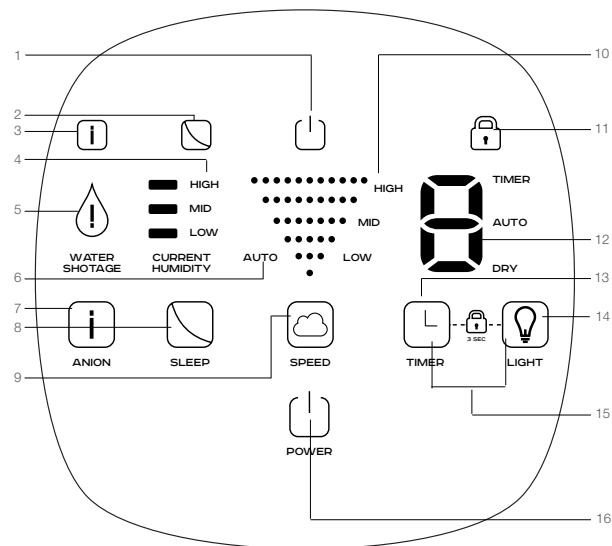 1
10
2
3
11
4
HIGH
HIGH
TIMER
5
MID
MID
AUTO
LOW
LOW
12
WATER
SHOTAGE
CURRENT
HUMIDITY
AUTO
DRY
6
13
7
8
14
3 SEC
ANION
SLEEP
SPEED
TIMER
LIGHT
9
15
POWER
16